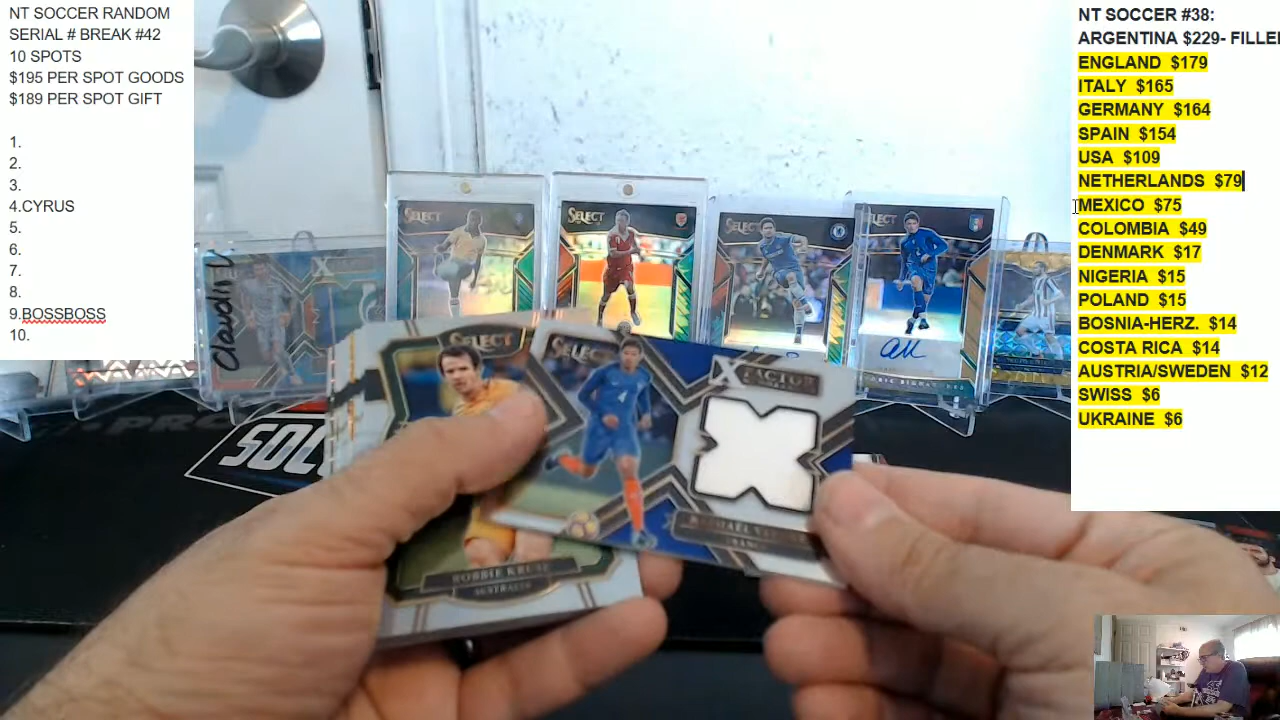 NT SOCCER RANDOM
SERIAL # BREAK #42
10 SPOTS
$195 PER SPOT GOODS
$189 PER SPOT GIFT
1.
2.
3.
4.CYRUS
5.
6.
7.
8.
9.BOSSBOSS
10.
NT SOCCER #38:
ARGENTINA $229- FILLE
ENGLAND $179
ITALY $165
GERMANY $164
SPAIN $154
USA $109
NETHERLANDS $79
MEXICO $75
COLOMBIA $49
DENMARK $17
NIGERIA $15
POLAND $15
BOSNIA-HERZ. $14
COSTA RICA $14
AUSTRIA/SWEDEN $12
SWISS $6
UKRAINE $6
SELECT
SELECT
SELECT
SELECT
SELECT
SELECT
X FACTOR
ROBBIE KRUSE
AUSTRALIA